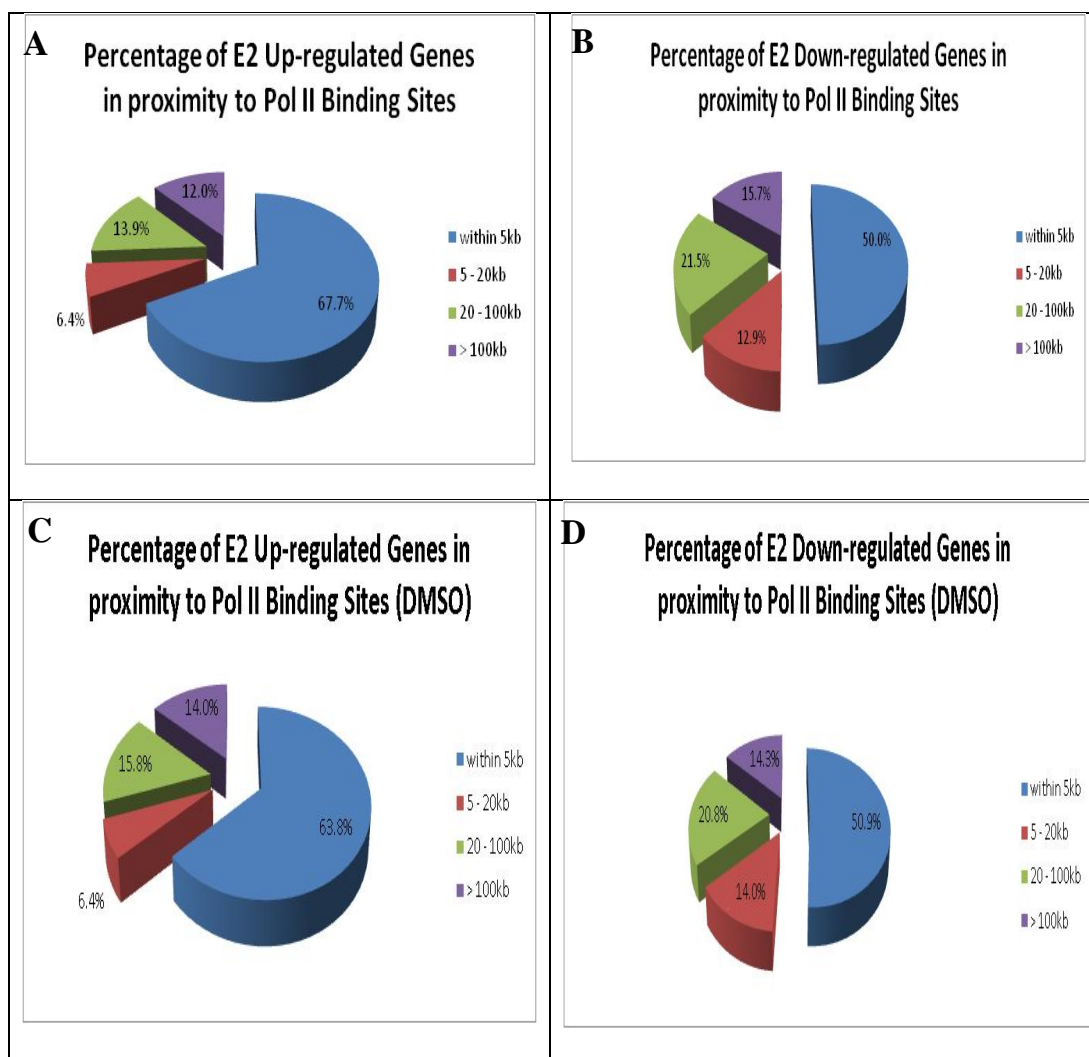 A
Percentage of E2 Up-regulated Genes
in proximity to Pol II Binding Sites
12.0%
13.9%
6.4%
67.7%
within 5kb
5 - 20kb
20 - 100kb
> 100kb
B
Percentage of E2 Down-regulated Genes in
proximity to Pol II Binding Sites
15.7%
21.5%
12.9%
50.0%
within 5kb
5 - 20kb
20 - 100kb
> 100kb
C
Percentage of E2 Up-regulated Genes in
proximity to Pol II Binding Sites (DMSO)
14.0%
15.8%
6.4%
63.8%
within 5kb
5 - 20kb
20 - 100kb
> 100kb
D
Percentage of E2 Down-regulated Genes in
proximity to Pol II Binding Sites (DMSO)
14.3%
20.8%
14.0%
50.9%
within 5kb
5 - 20kb
20 - 100kb
> 100kb